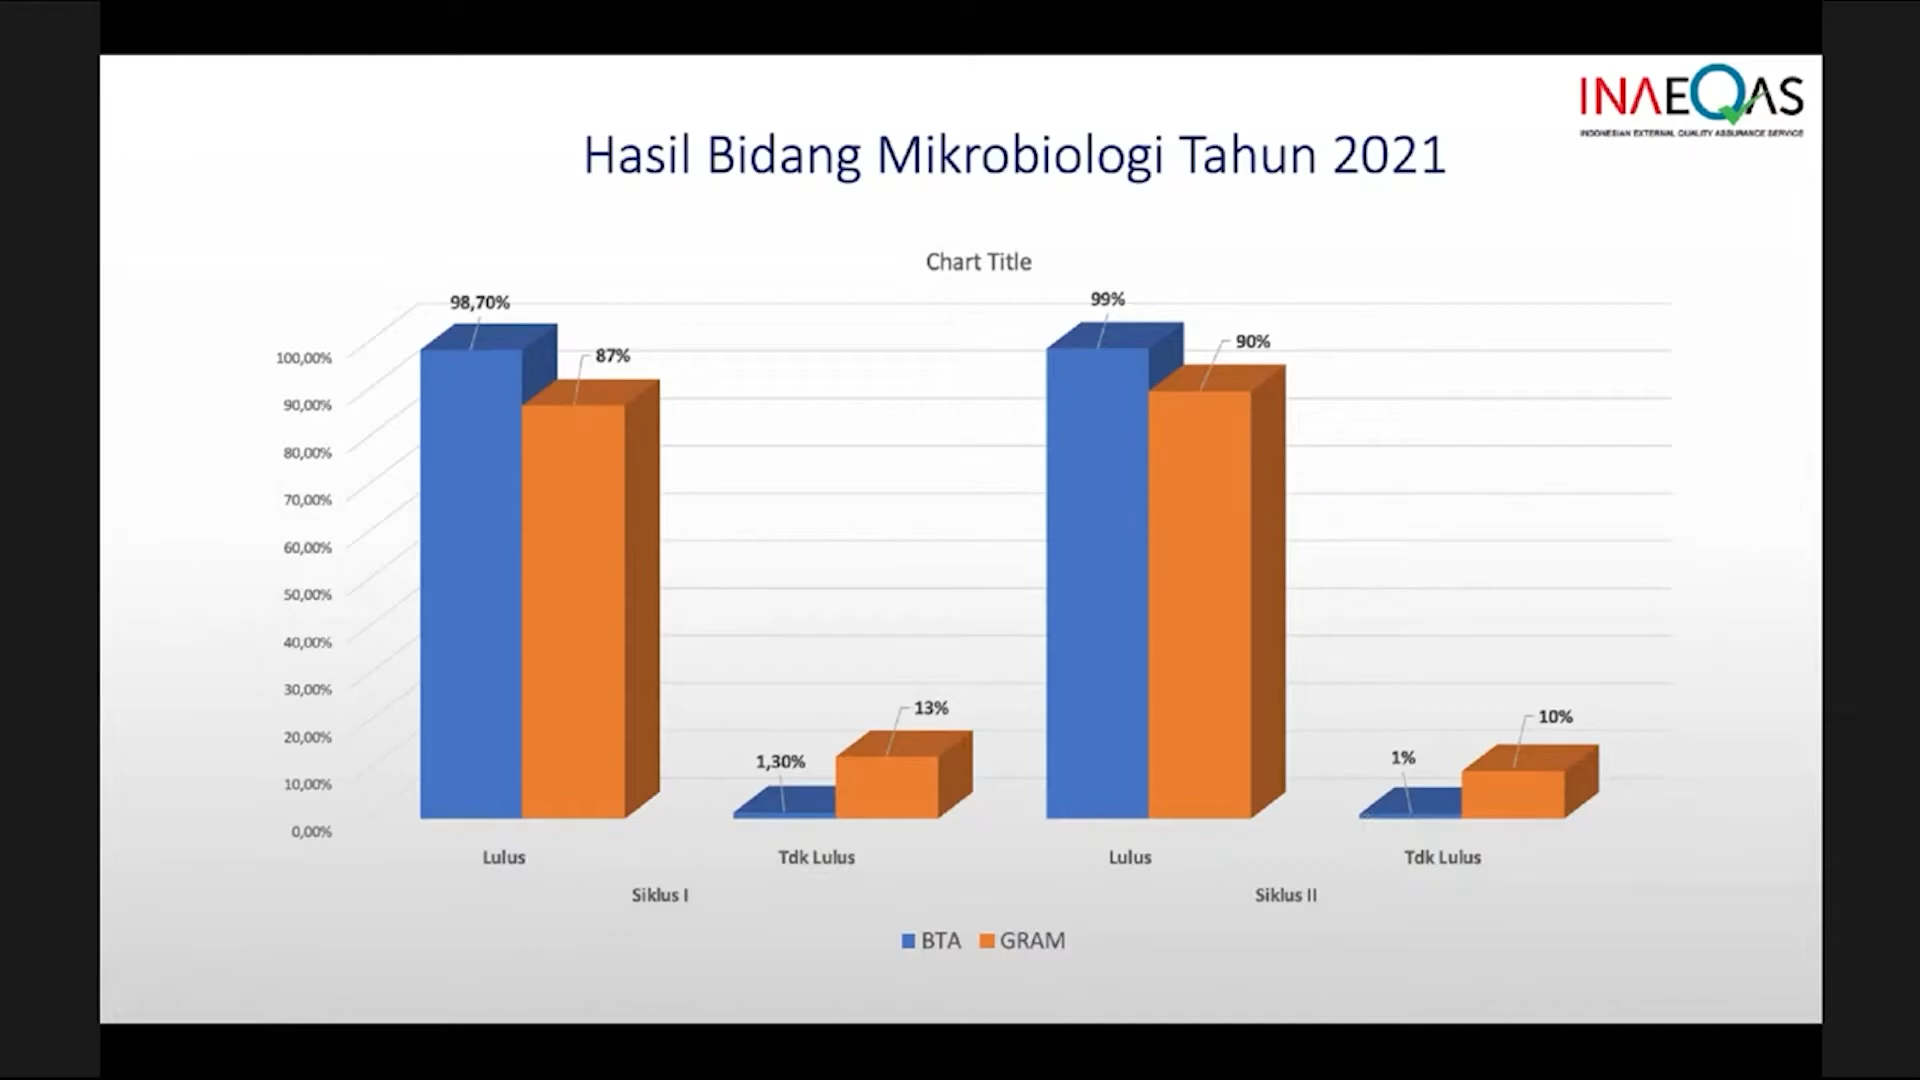 INAEQAS
INDONESIAN EXTERNAL QUALITY ASSURANCE SERVICE
Hasil Bidang Mikrobiologi Tahun 2021
Chart Title
98,70%
87%
1,30%
13%
99%
90%
1%
10%
100,00%
90,00%
80,00%
70,00%
60,00%
50,00%
40,00%
30,00%
20,00%
10,00%
0,00%
Lulus Tdk Lulus Lulus Tdk Lulus
Siklus I Siklus II
BTA GRAM